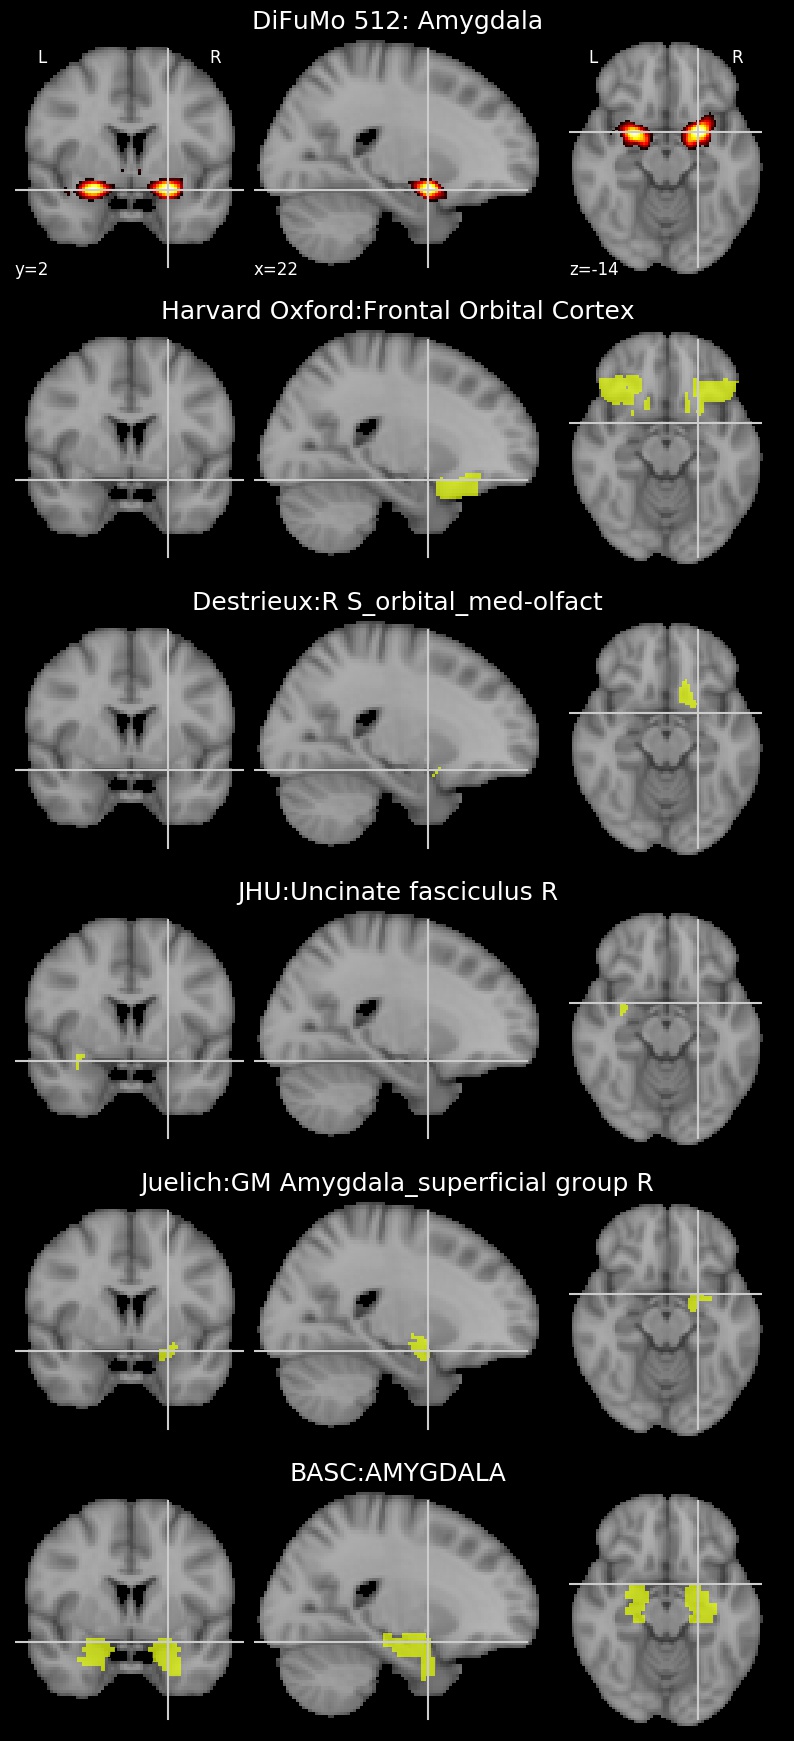 DiFuMo 512: Amygdala
L R L R
y=2 x=22 z=-14
Harvard Oxford:Frontal Orbital Cortex
Destrieux:R S_orbital_med-olfact
JHU:Uncinate fasciculus R
Juelich:GM Amygdala_superficial group R
BASC:AMYGDALA